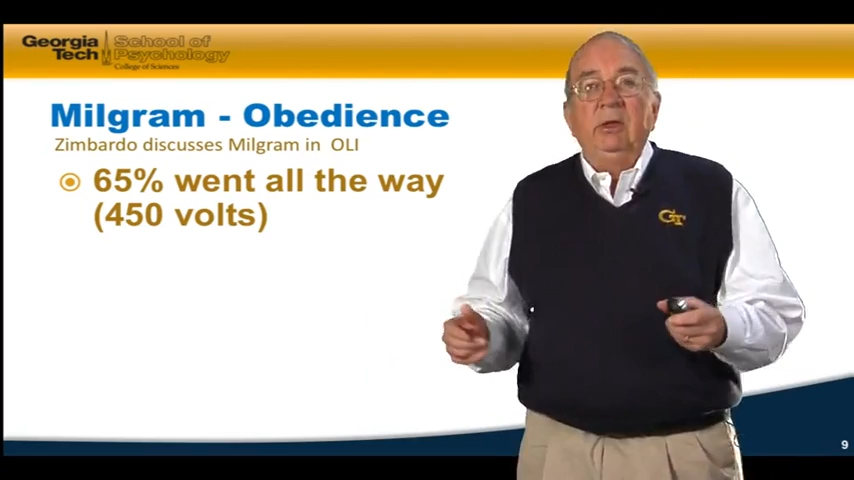 Georgia Tech
School of Psychology
College of Sciences
Milgram - Obedience
Zimbardo discusses Milgram in OLI
65% went all the way
(450 volts)
GT
9